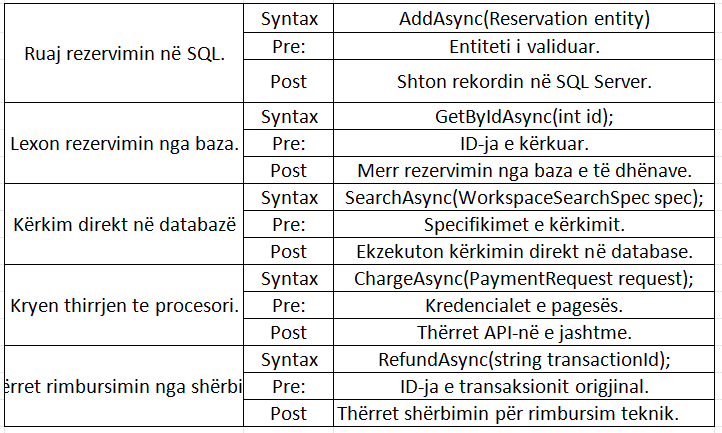 Ruaj rezervimin në SQL.
Syntax AddAsync(Reservation entity)
Pre: Entiteti i validuar.
Post Shton rekordin në SQL Server.
Lexon rezervimin nga baza.
Syntax GetByIdAsync(int id);
Pre: ID-ja e kërkuar.
Post Merr rezervimin nga baza e të dhënave.
Kërkim direkt në databazë
Syntax SearchAsync(WorkspaceSearchSpec spec);
Pre: Specifikimet e kërkimit.
Post Ekzekuton kërkimin direkt në database.
Kryen thirrjen te procesori.
Syntax ChargeAsync(PaymentRequest request);
Pre: Kredencialet e pagesës.
Post Thërret API-në e jashtme.
rimbursimin nga
Syntax RefundAsync(string transactionId);
Pre: ID-ja e transaksionit origjinal.
Post Thërret shërbimin për rimbursim teknik.